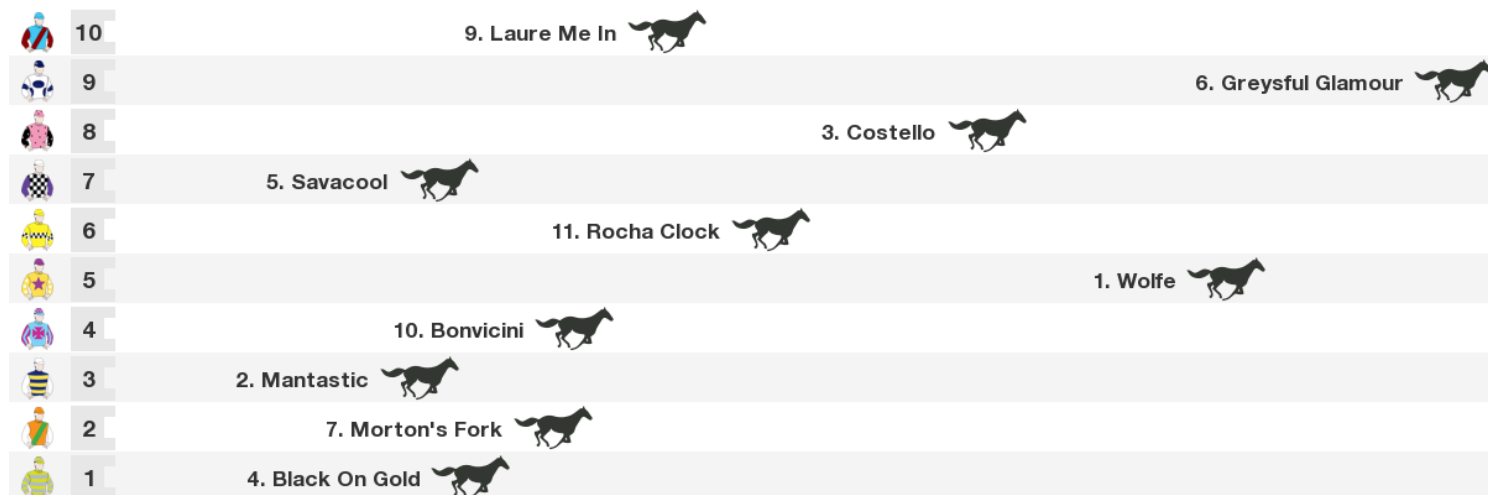 10 9. Laure Me In
9 6. Greysful Glamour
8 3. Costello
7 5. Savacool
6 11. Rocha Clock
5 1. Wolfe
4 10. Bonvicini
3 2. Mantastic
2 7. Morton's Fork
1 4. Black On Gold